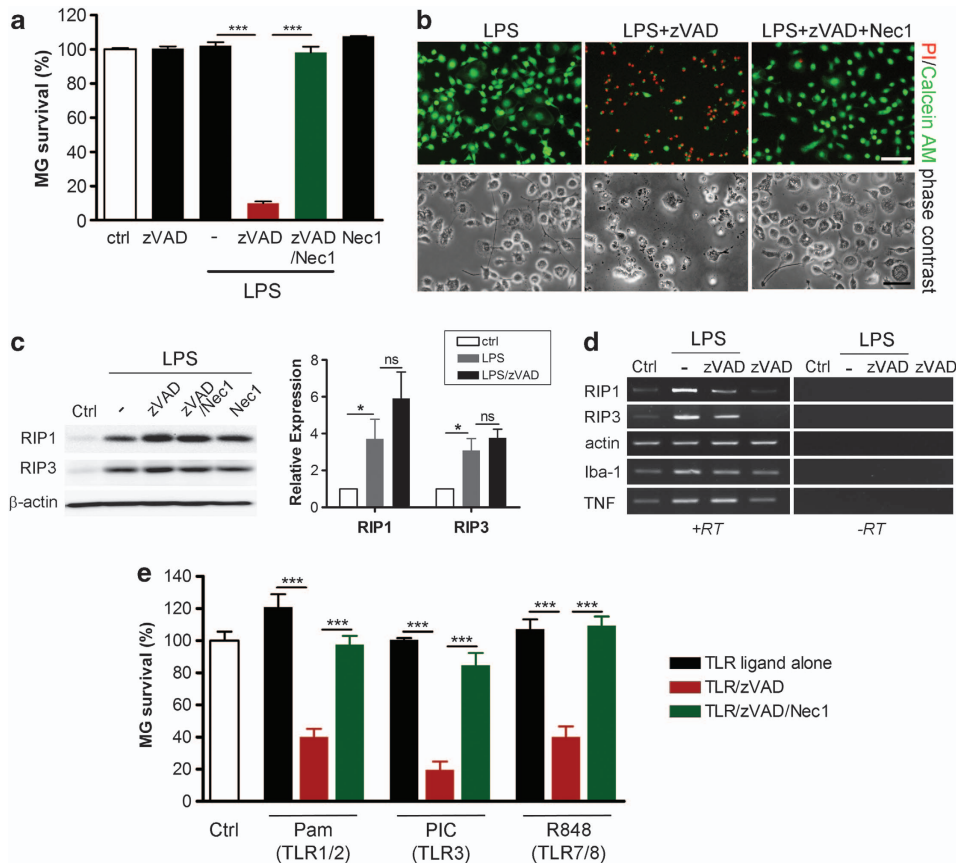 a
MG survival (%)
120
100
80
60
40
20
0
***
***
ctrl
zVAD
-
zVAD
zVAD
/Nec1
Nec1
LPS
b
LPS
LPS+zVAD
LPS+zVAD+Nec1
PI/Calcein AM
phase contrast
c
LPS
Ctrl
-
zVAD
zVAD
/Nec1
Nec1
RIP1
RIP3
β-actin
ctrl
LPS
LPS/zVAD
Relative Expression
8
6
4
2
0
*
ns
*
ns
RIP1
RIP3
d
LPS
LPS
Ctrl
-
zVAD
zVAD
Ctrl
-
zVAD
zVAD
RIP1
RIP3
actin
Iba-1
TNF
+RT
-RT
e
MG survival (%)
140
120
100
80
60
40
20
0
***
***
***
***
***
***
Ctrl
Pam
(TLR1/2)
PIC
(TLR3)
R848
(TLR7/8)
TLR ligand alone
TLR/zVAD
TLR/zVAD/Nec1